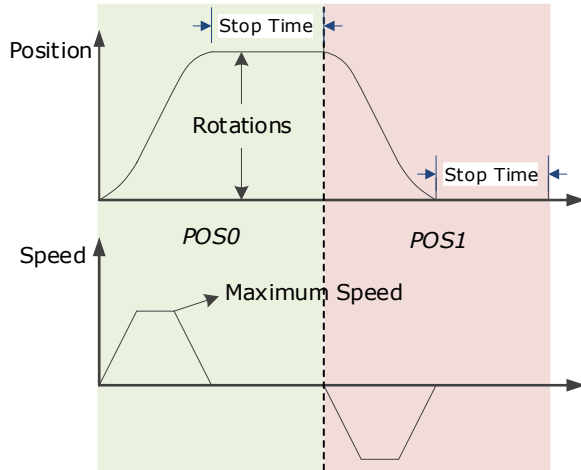 Stop Time
Position
Rotations
Stop Time
POS0
POS1
Speed
Maximum Speed